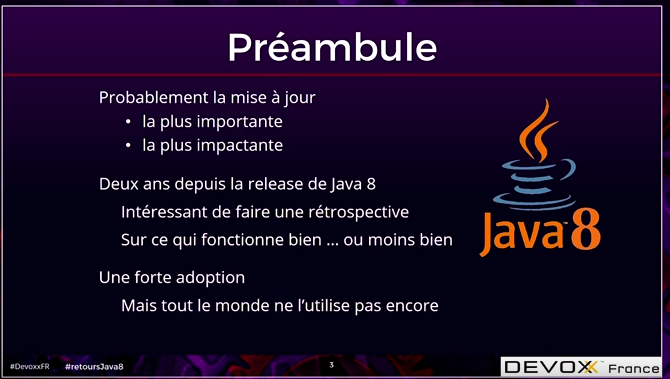 Préambule
Probablement la mise à jour
• la plus importante
• la plus impactante
Deux ans depuis la release de Java 8
Intéressant de faire une rétrospective
Sur ce qui fonctionne bien ... ou moins bien
Une forte adoption
Mais tout le monde ne l'utilise pas encore
Java™ 8
#DevoxxFR #retoursJava8
3
DEVOXX™ France